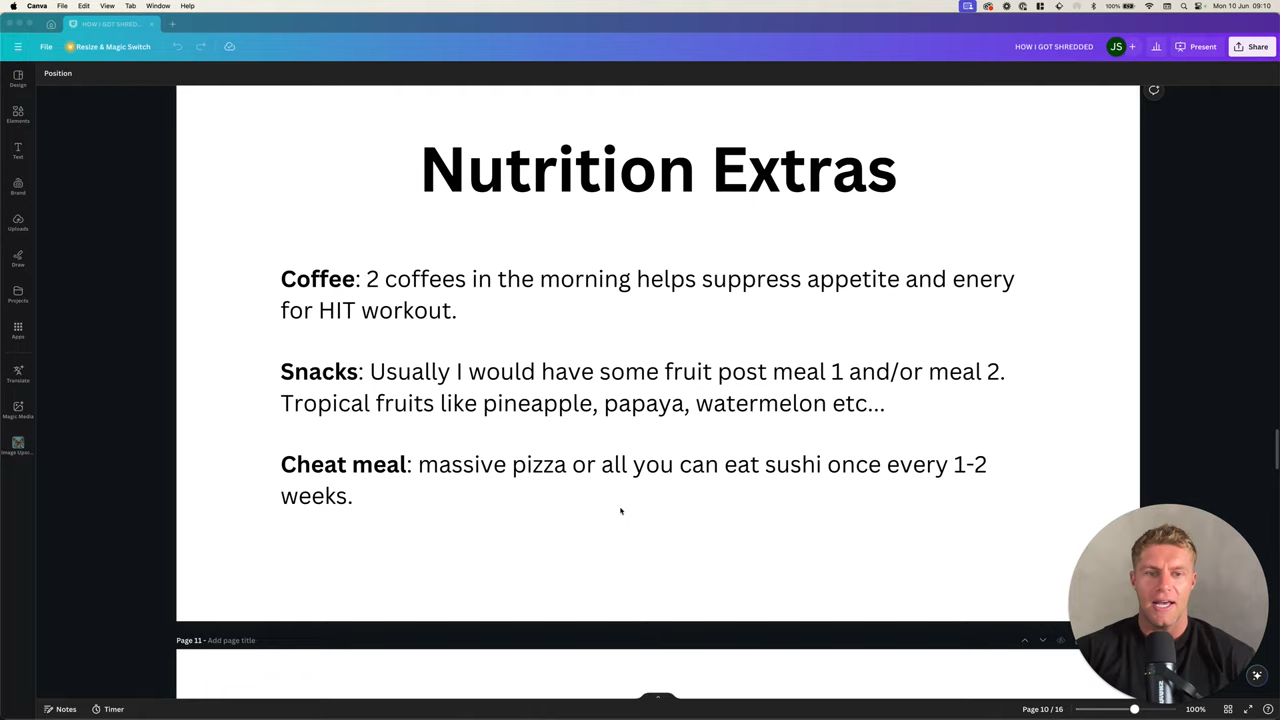 Canva File Edit View Tab Window Help 100% Mon 10 Jun 09:10
HOW I GOT SHRED...
File Resize & Magic Switch HOW I GOT SHREDDED JS Present Share
Position
Design
Elements
Text
Brand
Uploads
Draw
Projects
Apps
Translate
Magic Media
Image Upsc...
Nutrition Extras
Coffee: 2 coffees in the morning helps suppress appetite and enery
for HIT workout.
Snacks: Usually I would have some fruit post meal 1 and/or meal 2.
Tropical fruits like pineapple, papaya, watermelon etc...
Cheat meal: massive pizza or all you can eat sushi once every 1-2
weeks.
Page 11 - Add page title
Notes Timer Page 10 / 16 100%